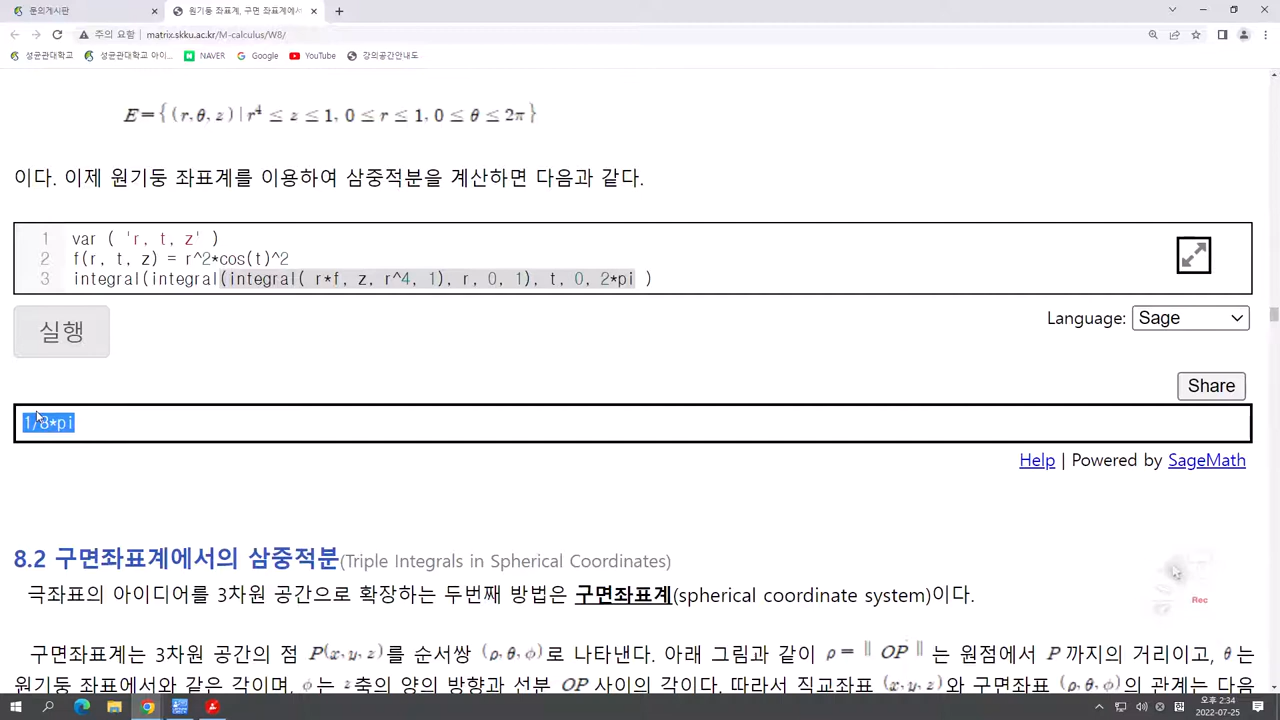 문의게시판
원기둥 좌표계, 구면 좌표계에서
주의 요함 | matrix.skku.ac.kr/M-calculus/W8/
성균관대학교 성균관대학교 아이... NAVER Google YouTube 강의공간안내도
E={(r, θ, z) | r⁴ ≤ z ≤ 1, 0 ≤ r ≤ 1, 0 ≤ θ ≤ 2π}
이다. 이제 원기둥 좌표계를 이용하여 삼중적분을 계산하면 다음과 같다.
1 var ( 'r, t, z' )
2 f(r, t, z) = r^2*cos(t)^2
3 integral(integral(integral( r*f, z, r^4, 1), r, 0, 1), t, 0, 2*pi )
실행
Language: Sage
Share
1/8*pi
Help | Powered by SageMath
8.2 구면좌표계에서의 삼중적분(Triple Integrals in Spherical Coordinates)
극좌표의 아이디어를 3차원 공간으로 확장하는 두번째 방법은 구면좌표계(spherical coordinate system)이다.
Rec
구면좌표계는 3차원 공간의 점 P(x, y, z)를 순서쌍 (ρ, θ, ϕ)로 나타낸다. 아래 그림과 같이 ρ = ‖ OP ‖ 는 원점에서 P 까지의 거리이고, θ 는
원기둥 좌표에서와 같은 각이며, ϕ 는 z 축의 양의 방향과 선분 OP 사이의 각이다. 따라서 직교좌표 (x, y, z)와 구면좌표 (ρ, θ, ϕ)의 관계는 다음
오후 2:34
2022-07-25